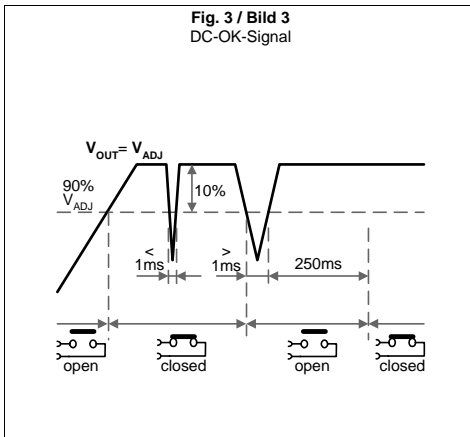 Fig. 3 / Bild 3
DC-OK-Signal
VOUT= VADJ
90%
VADJ
10%
<
1ms
>
1ms
250ms
open
closed
open
closed